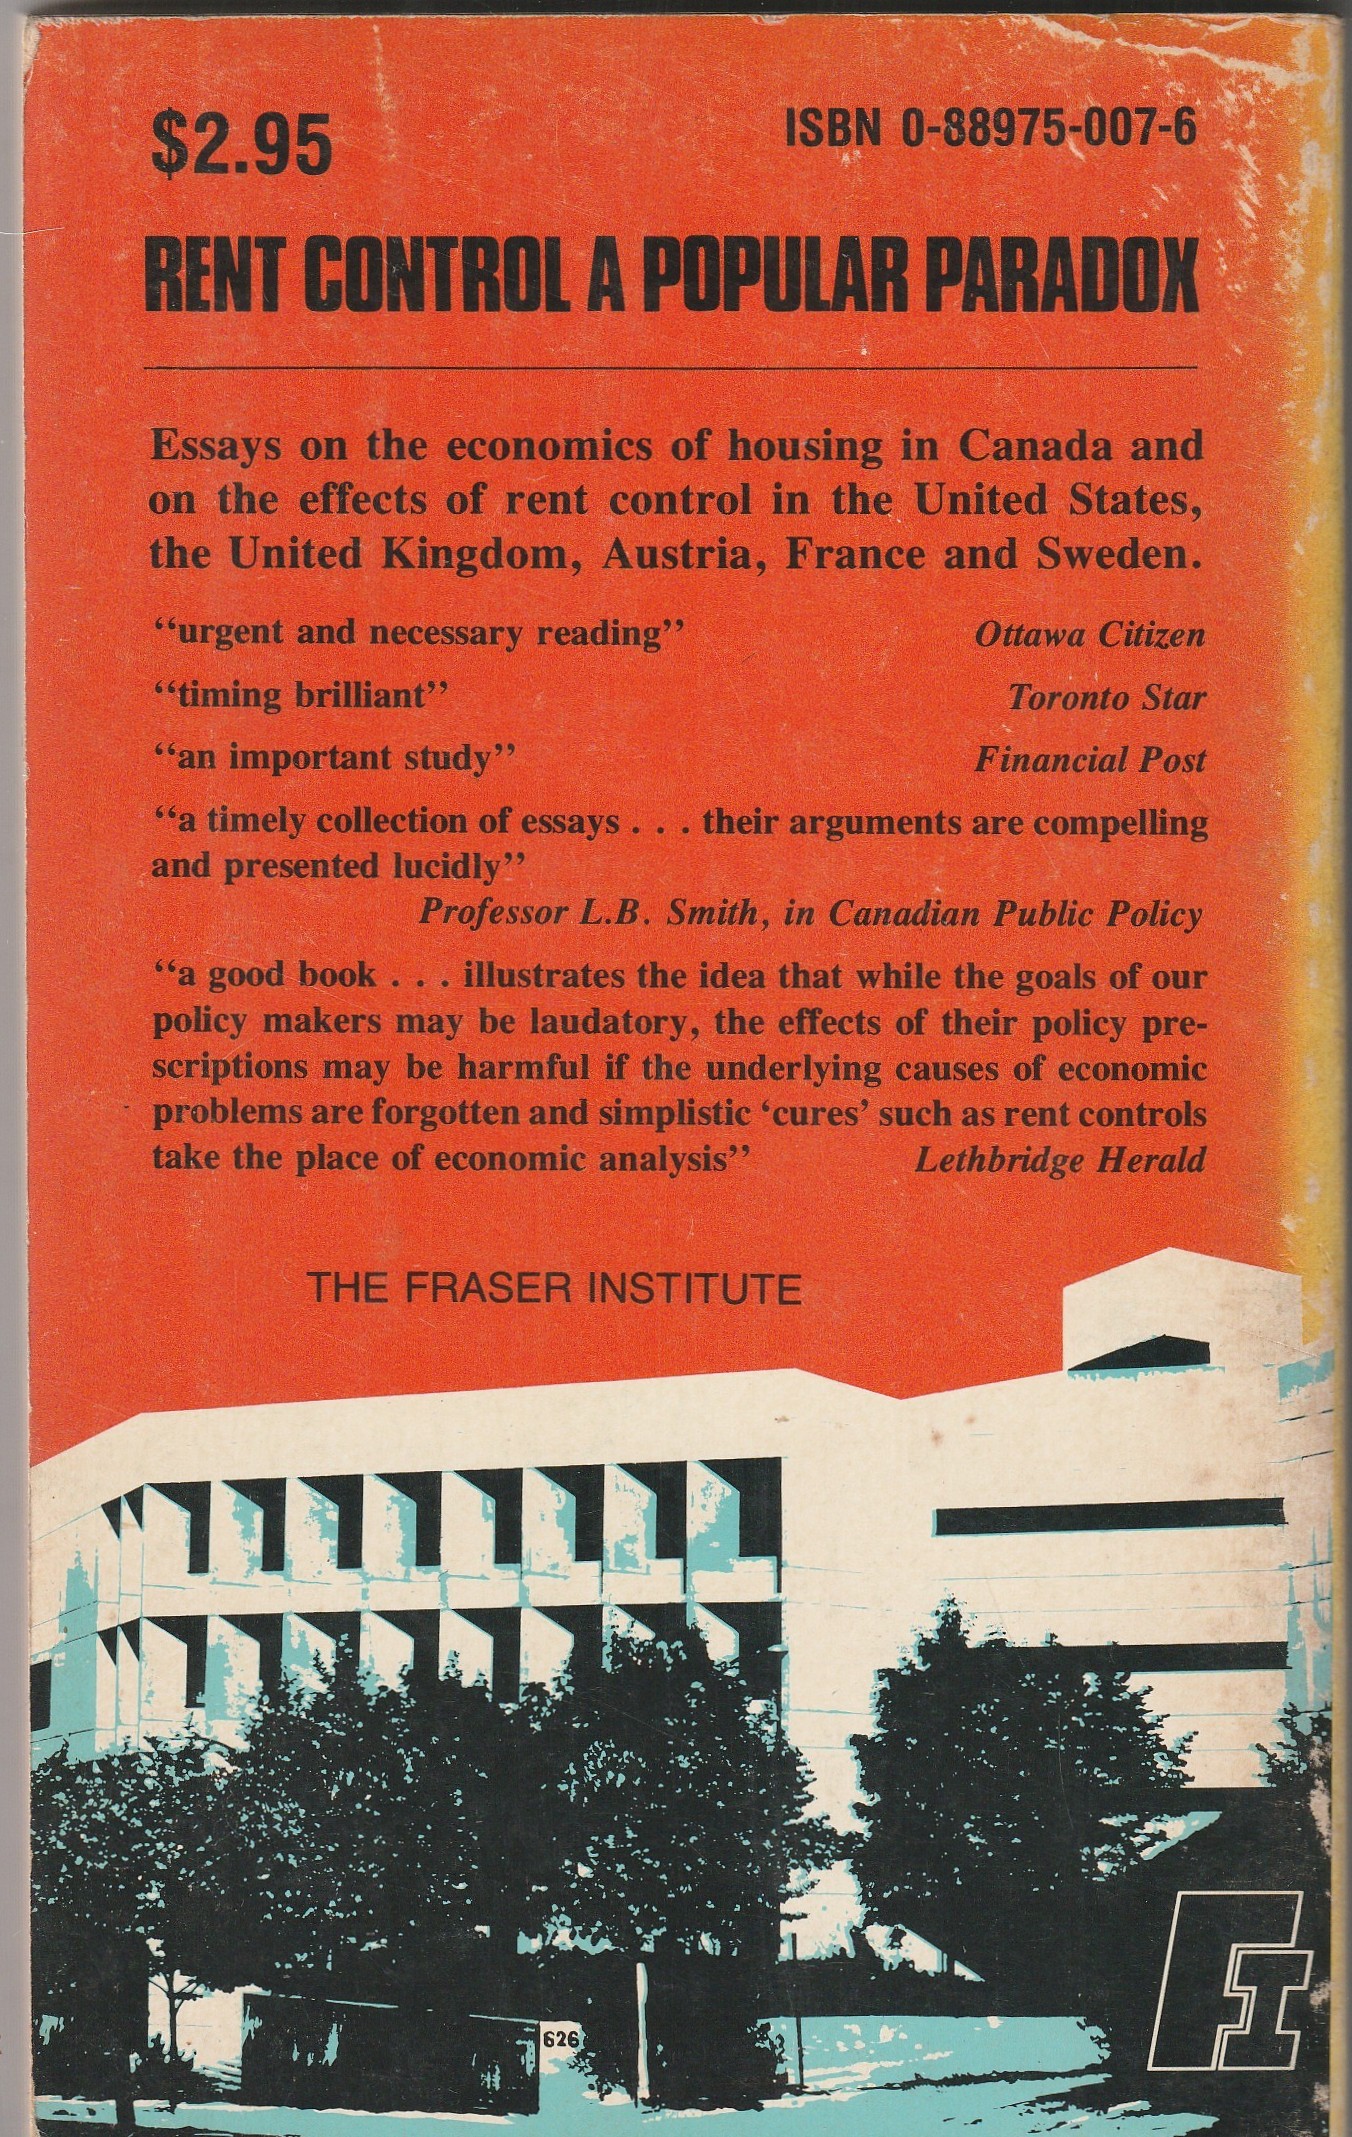 $2.95
ISBN 0-88975-007-6
RENT CONTROL A POPULAR PARADOX
Essays on the economics of housing in Canada and
on the effects of rent control in the United States,
the United Kingdom, Austria, France and Sweden.
“urgent and necessary reading” Ottawa Citizen
“timing brilliant” Toronto Star
“an important study” Financial Post
“a timely collection of essays . . . their arguments are compelling
and presented lucidly”
Professor L.B. Smith, in Canadian Public Policy
“a good book . . . illustrates the idea that while the goals of our
policy makers may be laudatory, the effects of their policy pre-
scriptions may be harmful if the underlying causes of economic
problems are forgotten and simplistic ‘cures’ such as rent controls
take the place of economic analysis” Lethbridge Herald
THE FRASER INSTITUTE
626
FI